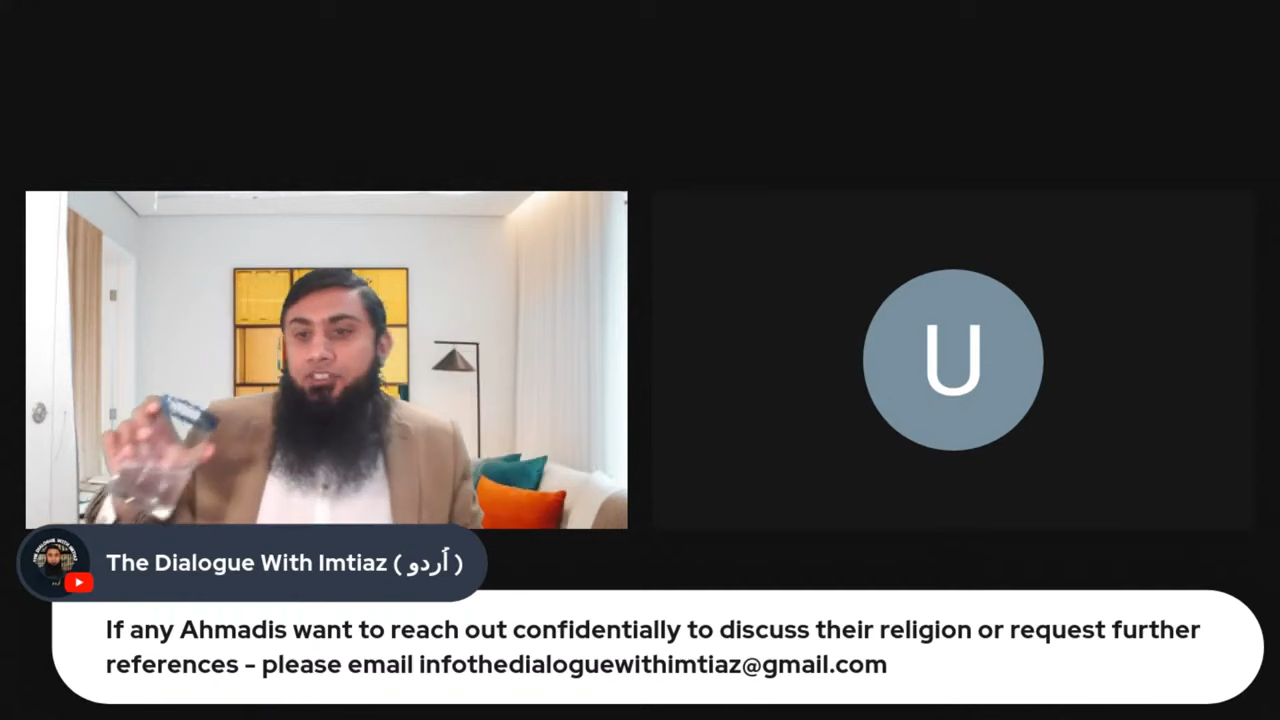 U
The Dialogue With Imtiaz ( اُردو )
If any Ahmadis want to reach out confidentially to discuss their religion or request further
references - please email infothedialoguewithimtiaz@gmail.com